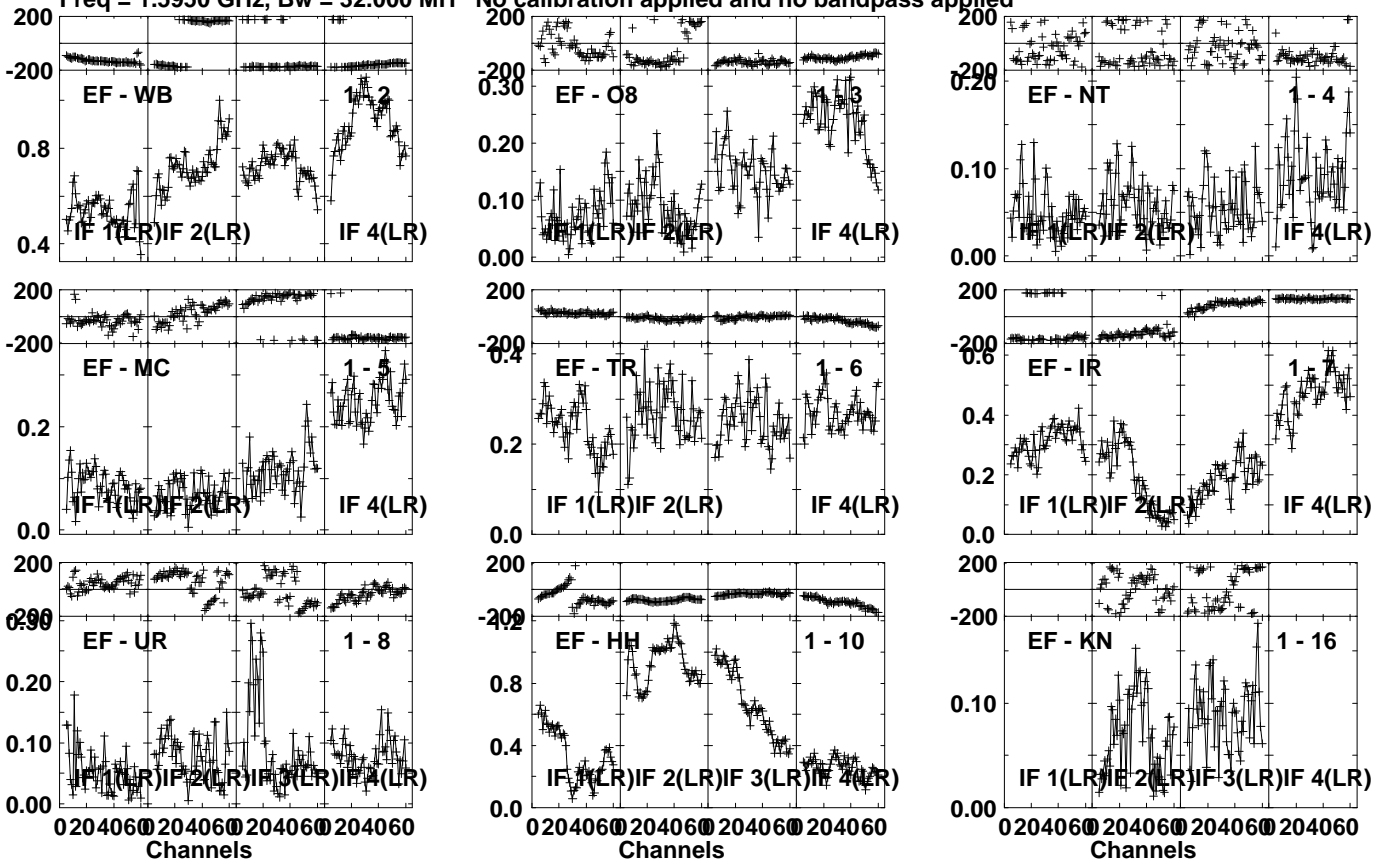 Freq = 1.5950 GHz, Bw = 32.000 MH No calibration applied and no bandpass applied
200 200 200
-200 -200 -200
EF - WB 1 - 2
0.8
0.4
IF 1(LR) IF 2(LR) IF 4(LR)
EF - O8 1 - 3
0.30
0.20
0.10
0.00
IF 1(LR) IF 2(LR) IF 4(LR)
EF - NT 1 - 4
0.20
0.10
0.00
IF 1(LR) IF 2(LR) IF 4(LR)
200 200 200
-200 -200 -200
EF - MC 1 - 5
0.2
0.0
IF 1(LR) IF 2(LR) IF 4(LR)
EF - TR 1 - 6
0.4
0.2
0.0
IF 1(LR) IF 2(LR) IF 4(LR)
EF - IR 1 - 7
0.6
0.4
0.2
0.0
IF 1(LR) IF 2(LR) IF 4(LR)
200 200 200
-200 -200 -200
EF - UR 1 - 8
0.30
0.20
0.10
0.00
IF 1(LR) IF 2(LR) IF 3(LR) IF 4(LR)
EF - HH 1 - 10
1.2
0.8
0.4
0.0
IF 1(LR) IF 2(LR) IF 3(LR) IF 4(LR)
EF - KN 1 - 16
0.10
0.00
IF 1(LR) IF 2(LR) IF 3(LR) IF 4(LR)
0 20 40 60 0 20 40 60 0 20 40 60 0 20 40 60
0 20 40 60 0 20 40 60 0 20 40 60 0 20 40 60
0 20 40 60 0 20 40 60 0 20 40 60 0 20 40 60
Channels Channels Channels